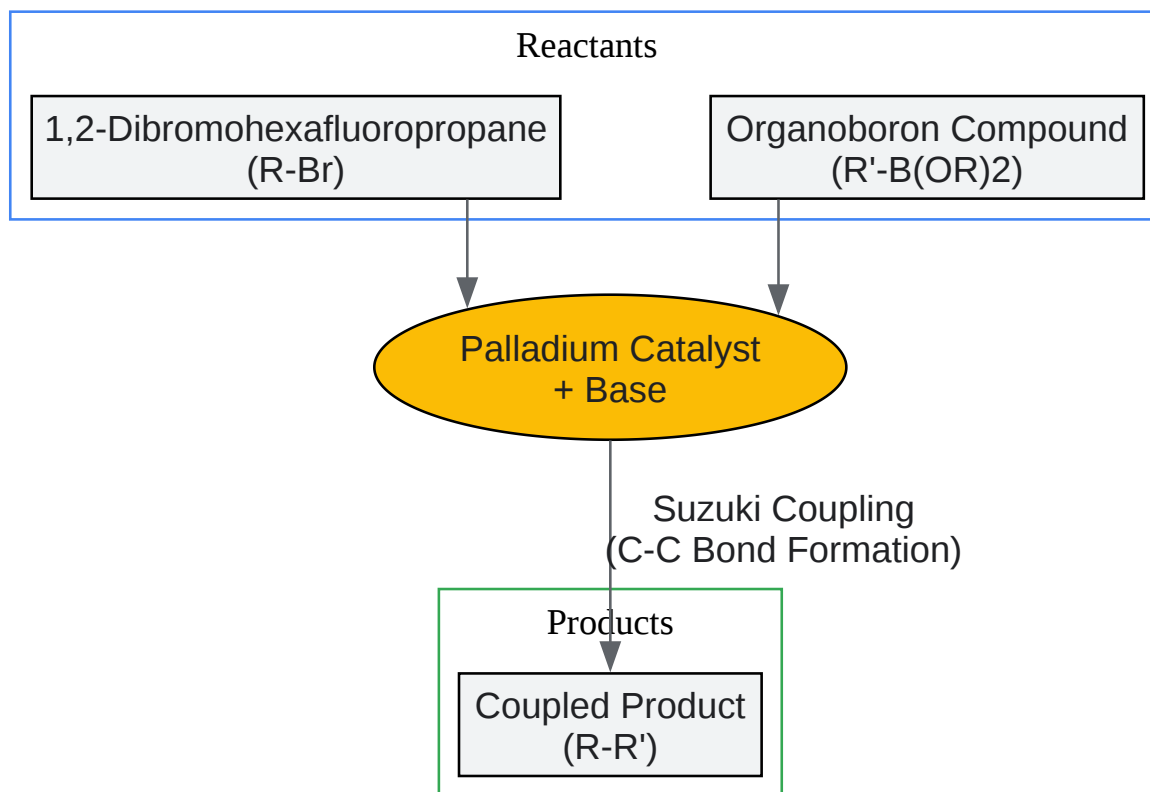 Reactants
1,2-Dibromohexafluoropropane
(R-Br)
Organoboron Compound
(R'-B(OR)2)
Palladium Catalyst
+ Base
Suzuki Coupling
(C-C Bond Formation)
Products
Coupled Product
(R-R')